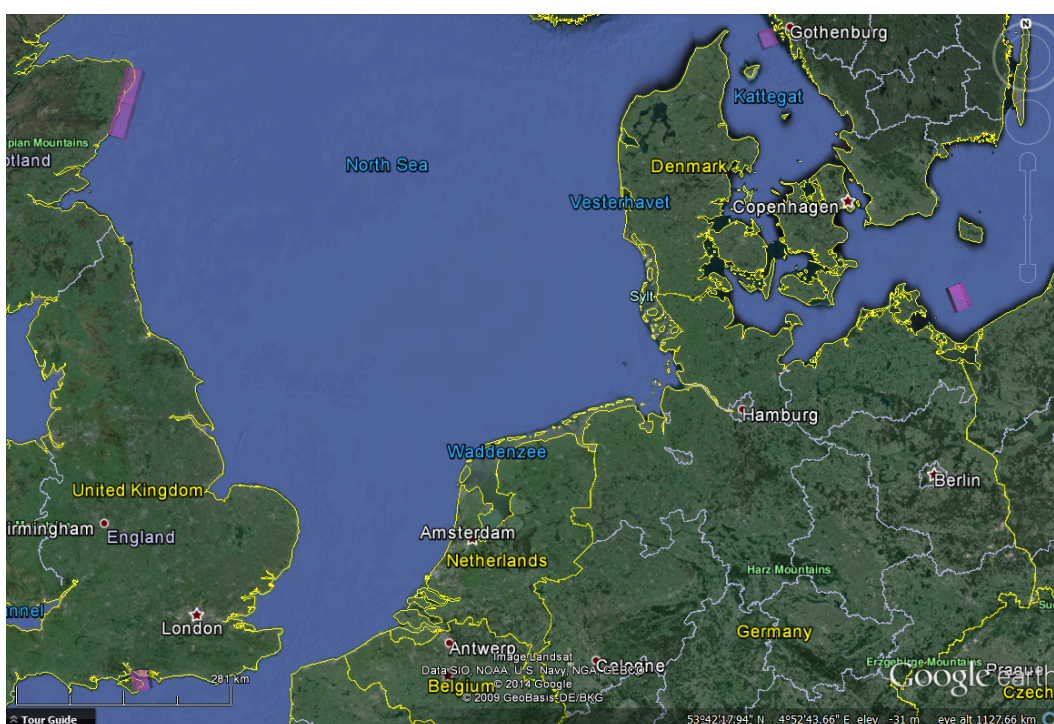 Gothenburg
N
Kattegat
pian Mountains
otland
North Sea
Denmark
Vesterhavet
Copenhagen
Sylt
Hamburg
Waddenzee
Berlin
United Kingdom
irmingham
England
Amsterdam
Netherlands
Harz Mountains
annel
Su
London
Germany
Antwerp
Image Landsat
Cologne
Erzgebirge Mountains
Prague
Data SIO, NOAA, U.S. Navy, NGA, GEBCO
Google earth
281 km
Belgium
© 2014 Google
Czech
© 2009 GeoBasis-DE/BKG
Tour Guide
53°42'17.94" N 4°52'43.66" E elev -31 m eye alt 1127.66 km